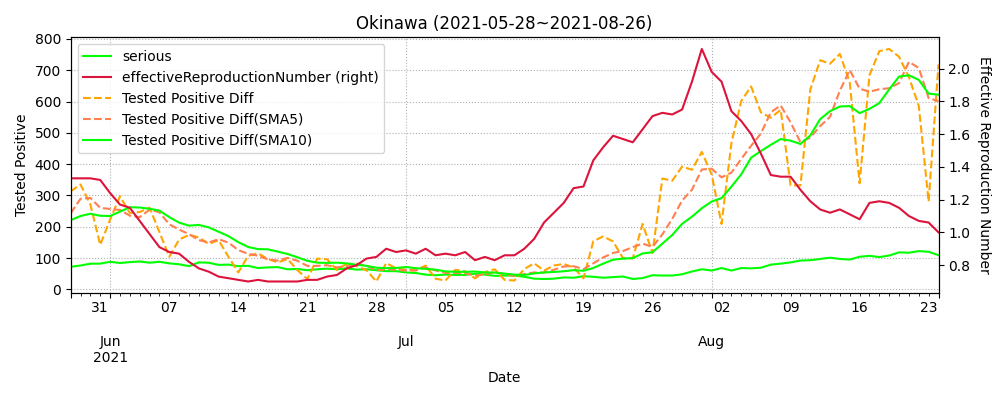 Okinawa (2021-05-28~2021-08-26)
serious
effectiveReproductionNumber (right)
Tested Positive Diff
Tested Positive Diff(SMA5)
Tested Positive Diff(SMA10)
Tested Positive
800
700
600
500
400
300
200
100
0
2.0
1.8
1.6
1.4
1.2
1.0
0.8
Effective Reproduction Number
31 07 14 21 28 05 12 19 26 02 09 16 23
Jun Jul Aug
2021
Date